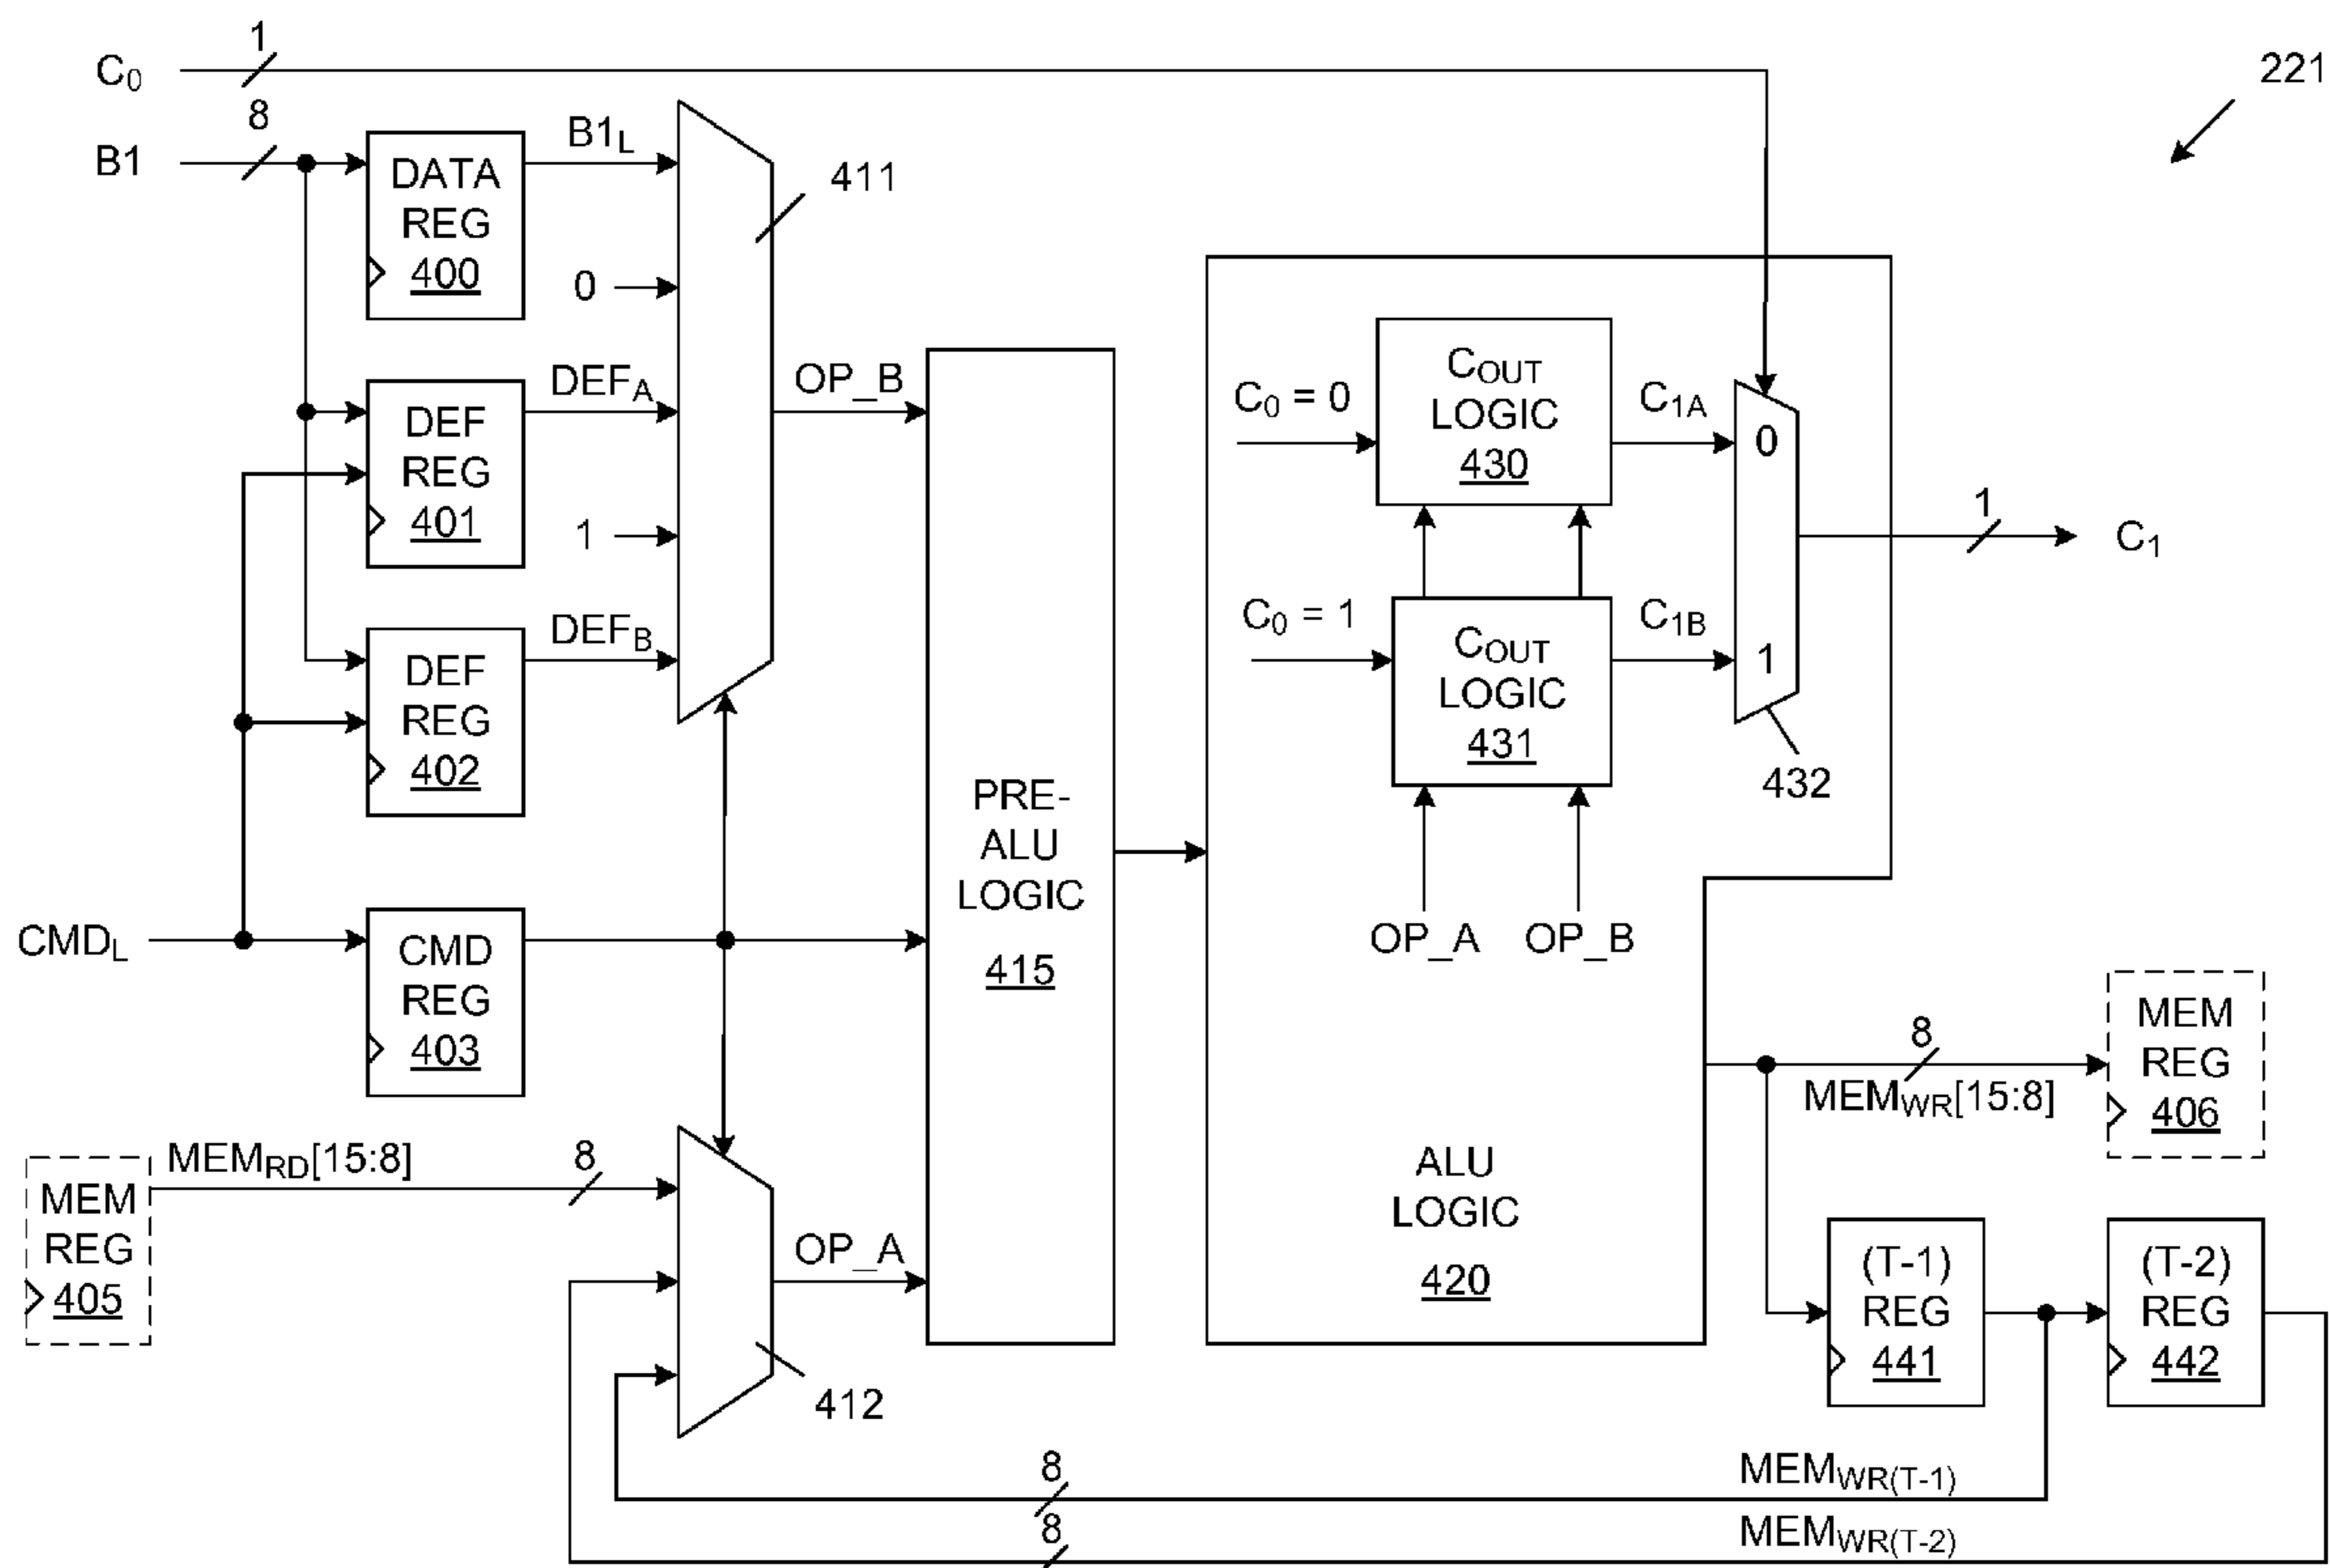 C0
1
221
B1
8
DATA
REG
400
B1L
411
0
DEF
REG
401
DEFA
OP_B
1
DEF
REG
402
DEFB
COUT
LOGIC
430
C0 = 0
C1A
0
1
C1
C0 = 1
COUT
LOGIC
431
C1B
1
432
PRE-
ALU
LOGIC
415
OP_A
OP_B
CMDL
CMD
REG
403
MEM
REG
406
8
MEMWR[15:8]
MEM
REG
405
MEMRD[15:8]
8
OP_A
412
ALU
LOGIC
420
(T-1)
REG
441
(T-2)
REG
442
8
MEMWR(T-1)
8
MEMWR(T-2)